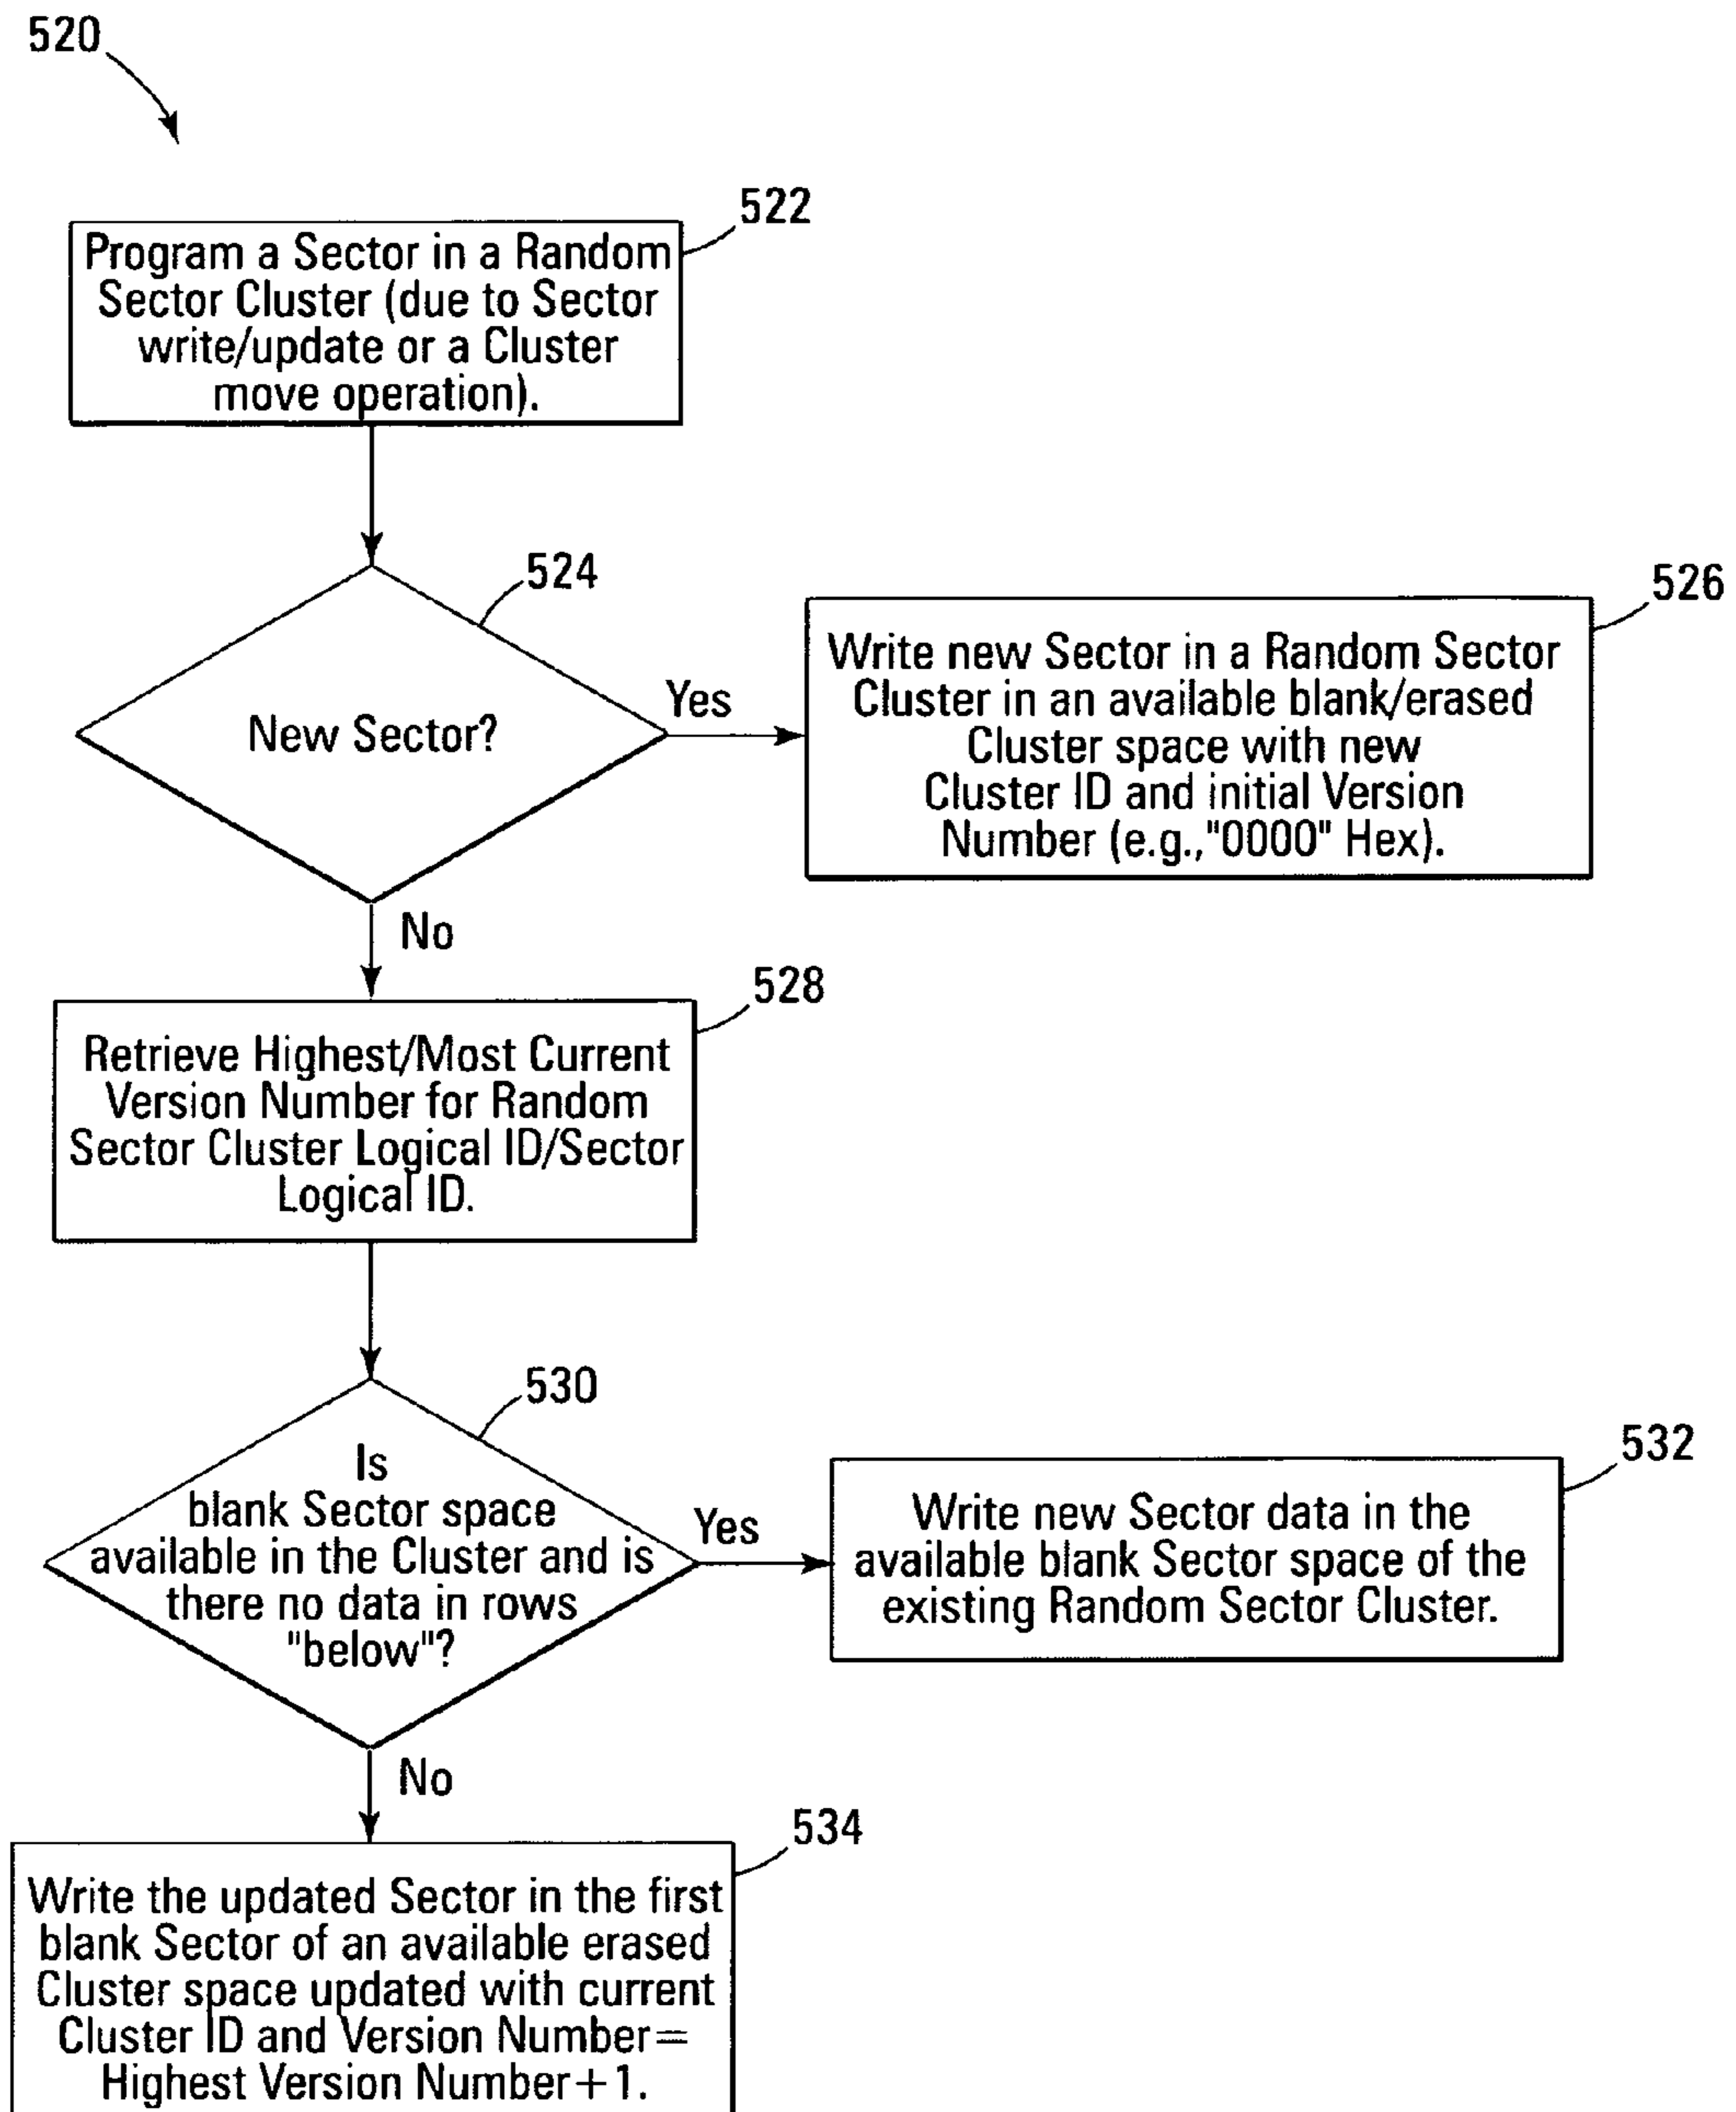 520
522
Program a Sector in a Random
Sector Cluster (due to Sector
write/update or a Cluster
move operation).
524
New Sector?
Yes
526
Write new Sector in a Random Sector
Cluster in an available blank/erased
Cluster space with new
Cluster ID and initial Version
Number (e.g.,"0000" Hex).
No
528
Retrieve Highest/Most Current
Version Number for Random
Sector Cluster Logical ID/Sector
Logical ID.
530
Is
blank Sector space
available in the Cluster and is
there no data in rows
"below"?
Yes
532
Write new Sector data in the
available blank Sector space of the
existing Random Sector Cluster.
No
534
Write the updated Sector in the first
blank Sector of an available erased
Cluster space updated with current
Cluster ID and Version Number=
Highest Version Number+1.